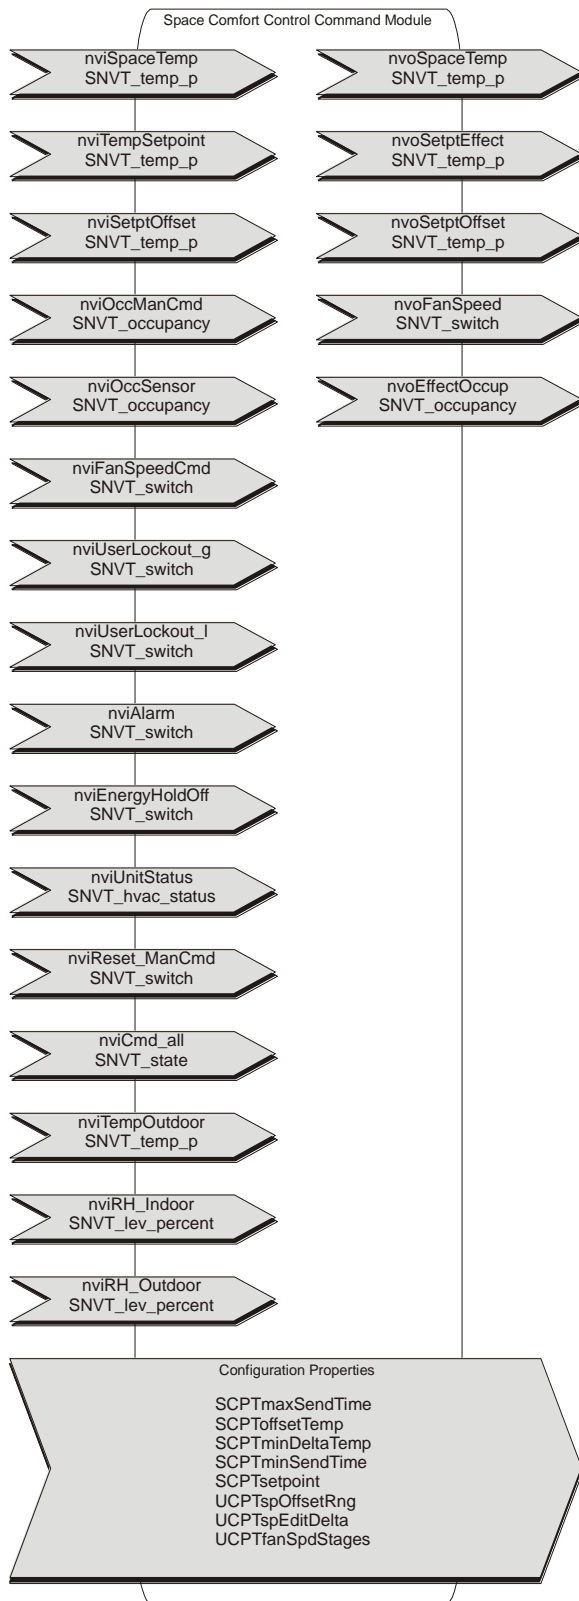 Space Comfort Control Command Module
nviSpaceTemp
SNVT_temp_p
nvoSpaceTemp
SNVT_temp_p
nviTempSetpoint
SNVT_temp_p
nvoSetptEffect
SNVT_temp_p
nviSetptOffset
SNVT_temp_p
nvoSetptOffset
SNVT_temp_p
nviOccManCmd
SNVT_occupancy
nvoFanSpeed
SNVT_switch
nviOccSensor
SNVT_occupancy
nvoEffectOccup
SNVT_occupancy
nviFanSpeedCmd
SNVT_switch
nviUserLockout_g
SNVT_switch
nviUserLockout_l
SNVT_switch
nviAlarm
SNVT_switch
nviEnergyHoldOff
SNVT_switch
nviUnitStatus
SNVT_hvac_status
nviReset_ManCmd
SNVT_switch
nviCmd_all
SNVT_state
nviTempOutdoor
SNVT_temp_p
nviRH_Indoor
SNVT_lev_percent
nviRH_Outdoor
SNVT_lev_percent
Configuration Properties
SCPTmaxSendTime
SCPToffsetTemp
SCPTminDeltaTemp
SCPTminSendTime
SCPTsetpoint
UCPTspOffsetRng
UCPTspEditDelta
UCPTfanSpdStages